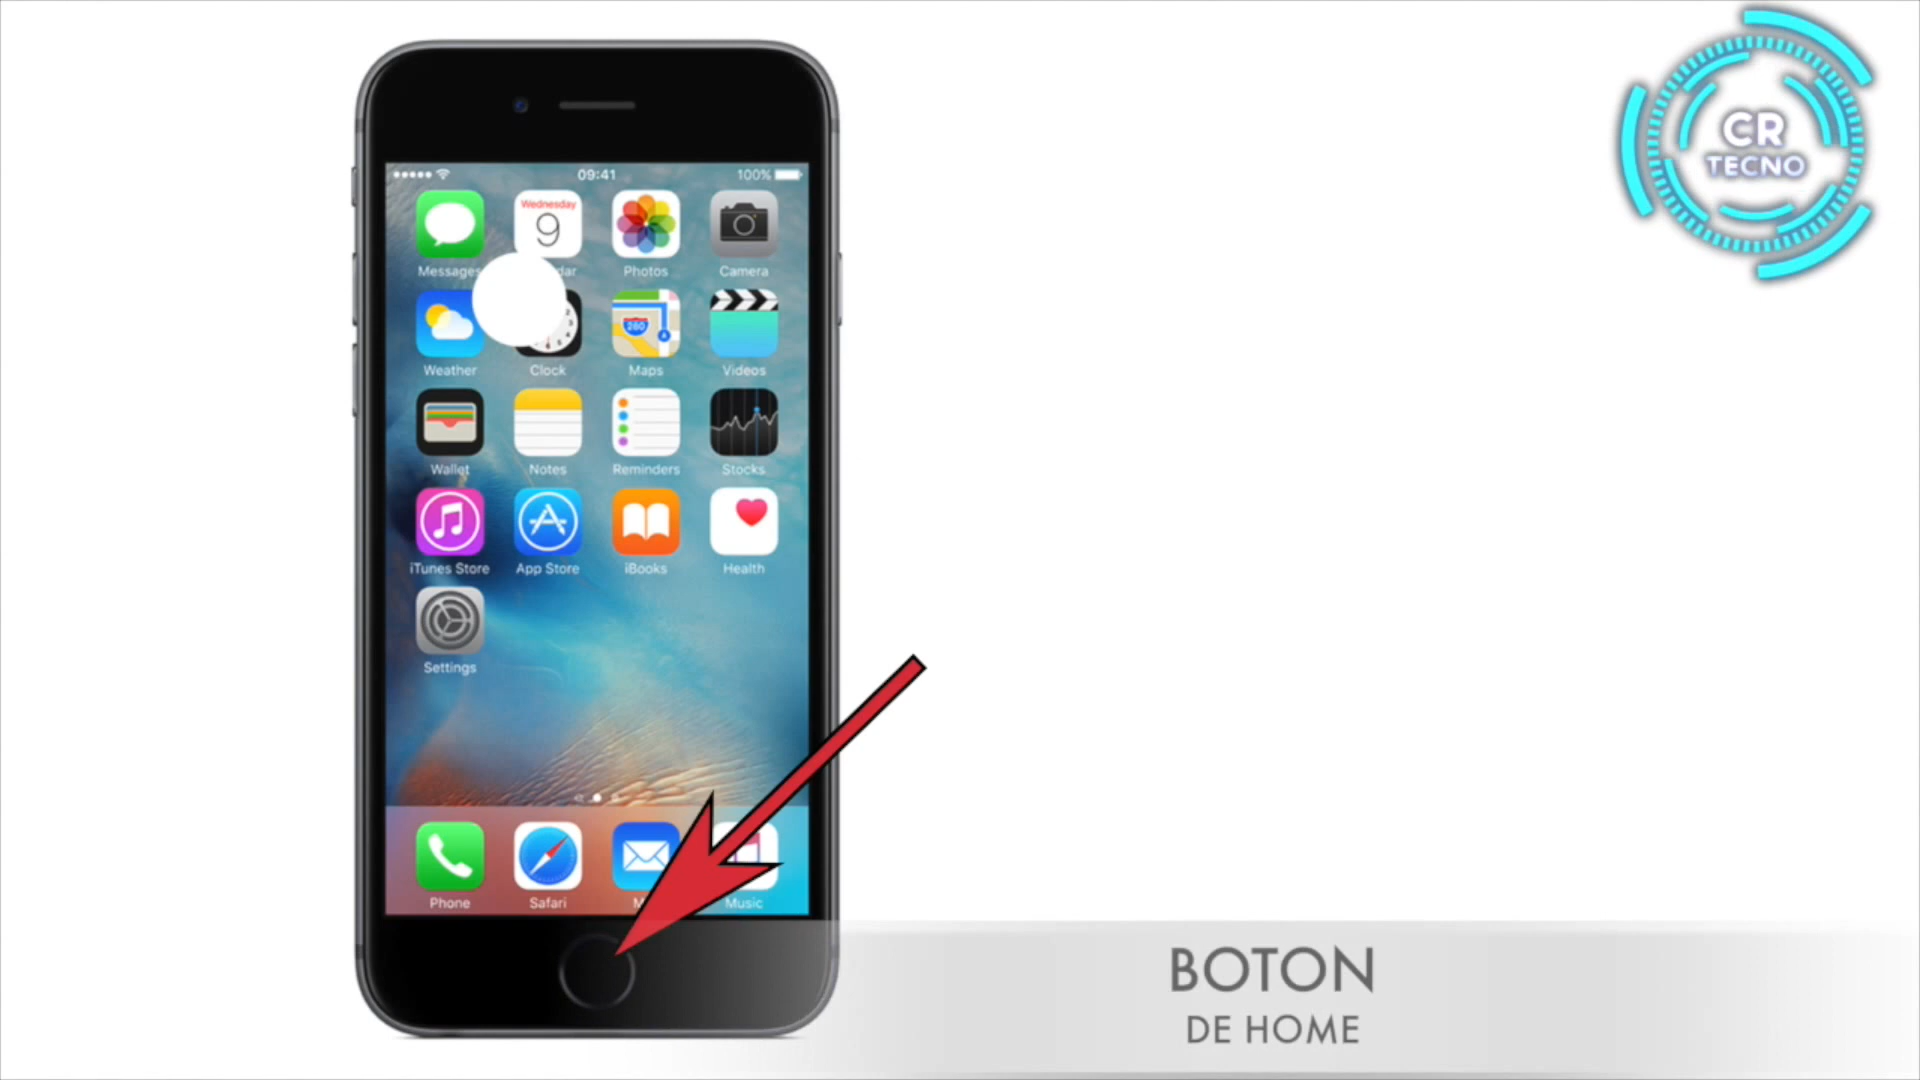 CR
TECNO
09:41
100%
Wednesday
9
Messages
Photos
Camera
280
Weather
Clock
Maps
Videos
Wallet
Notes
Reminders
Stocks
iTunes Store
App Store
iBooks
Health
Settings
Phone
Safari
Music
BOTON
DE HOME